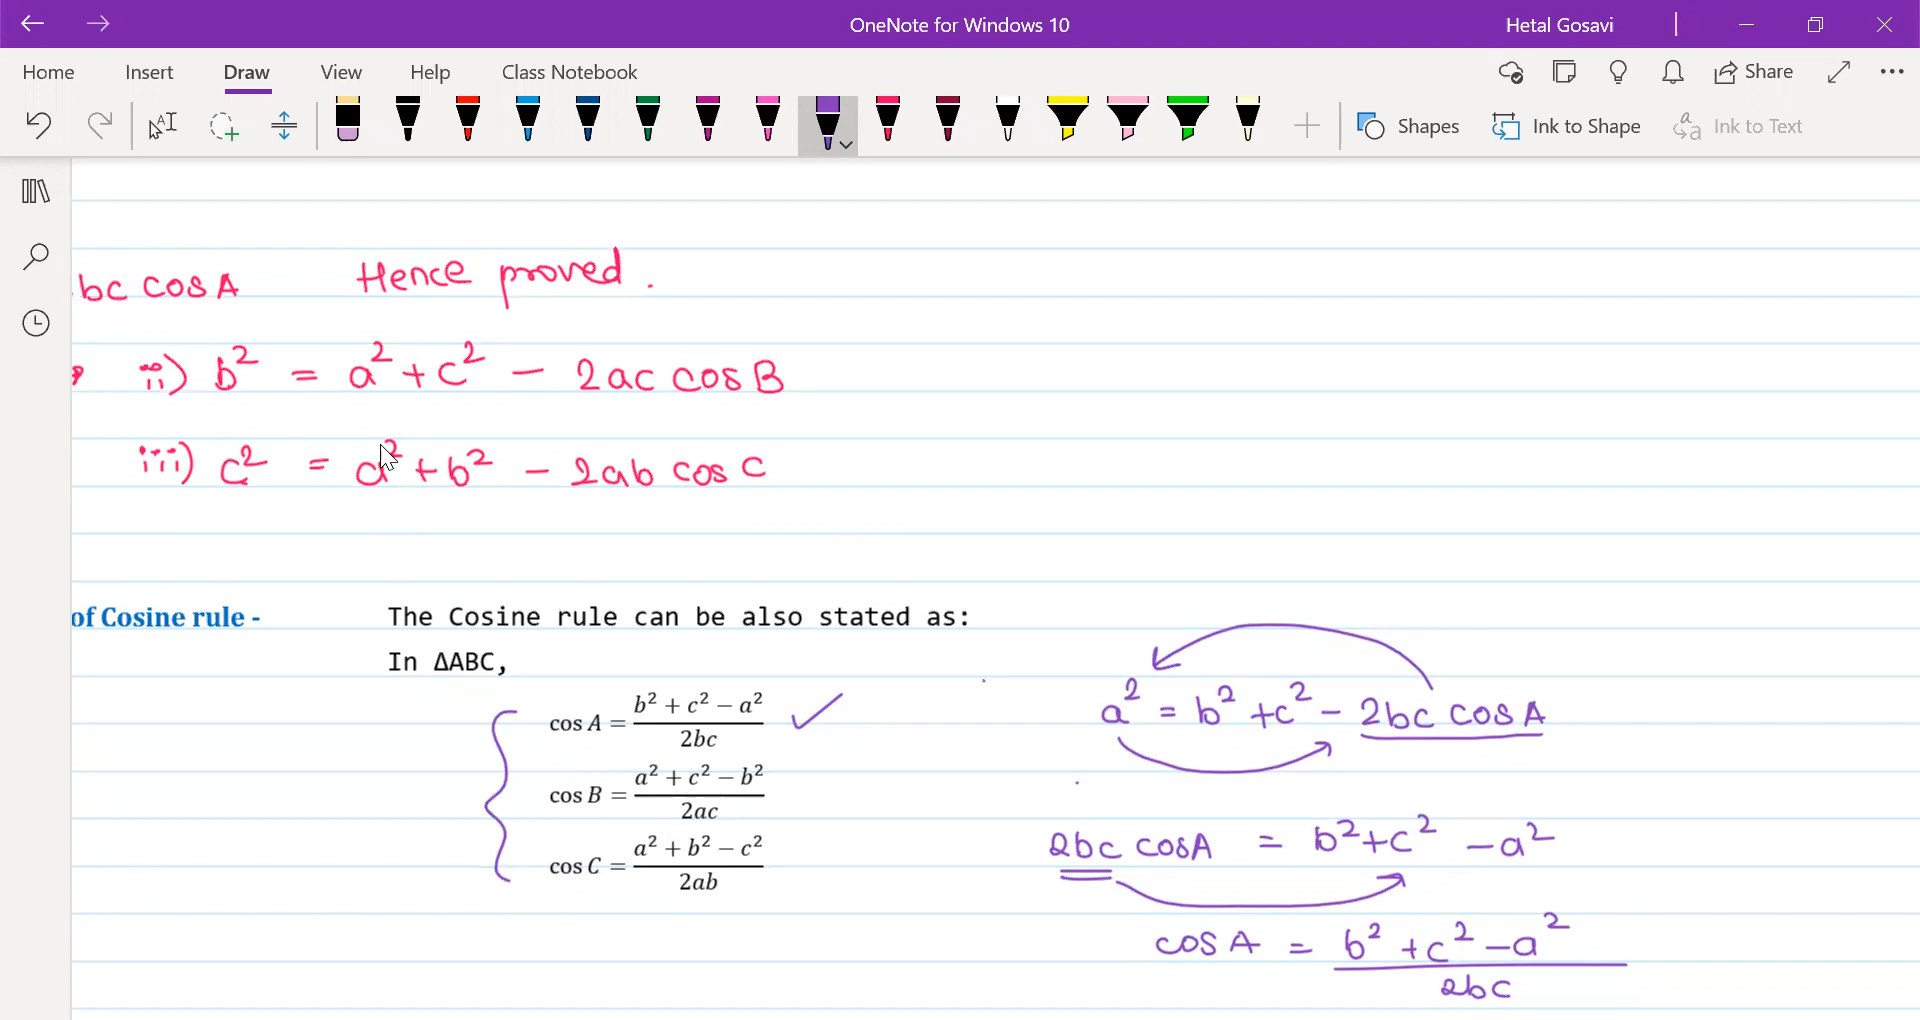 OneNote for Windows 10
Hetal Gosavi
Home Insert Draw View Help Class Notebook
Share
Shapes Ink to Shape Ink to Text
bc cos A Hence proved.
ii) b² = a² + c² - 2ac cos B
iii) c² = a² + b² - 2ab cos C
of Cosine rule - The Cosine rule can be also stated as:
In ΔABC,
cos A = (b² + c² − a²)/2bc
cos B = (a² + c² − b²)/2ac
cos C = (a² + b² − c²)/2ab
a² = b² + c² - 2bc cos A
2bc cos A = b² + c² - a²
cos A = (b² + c² - a²)/2bc